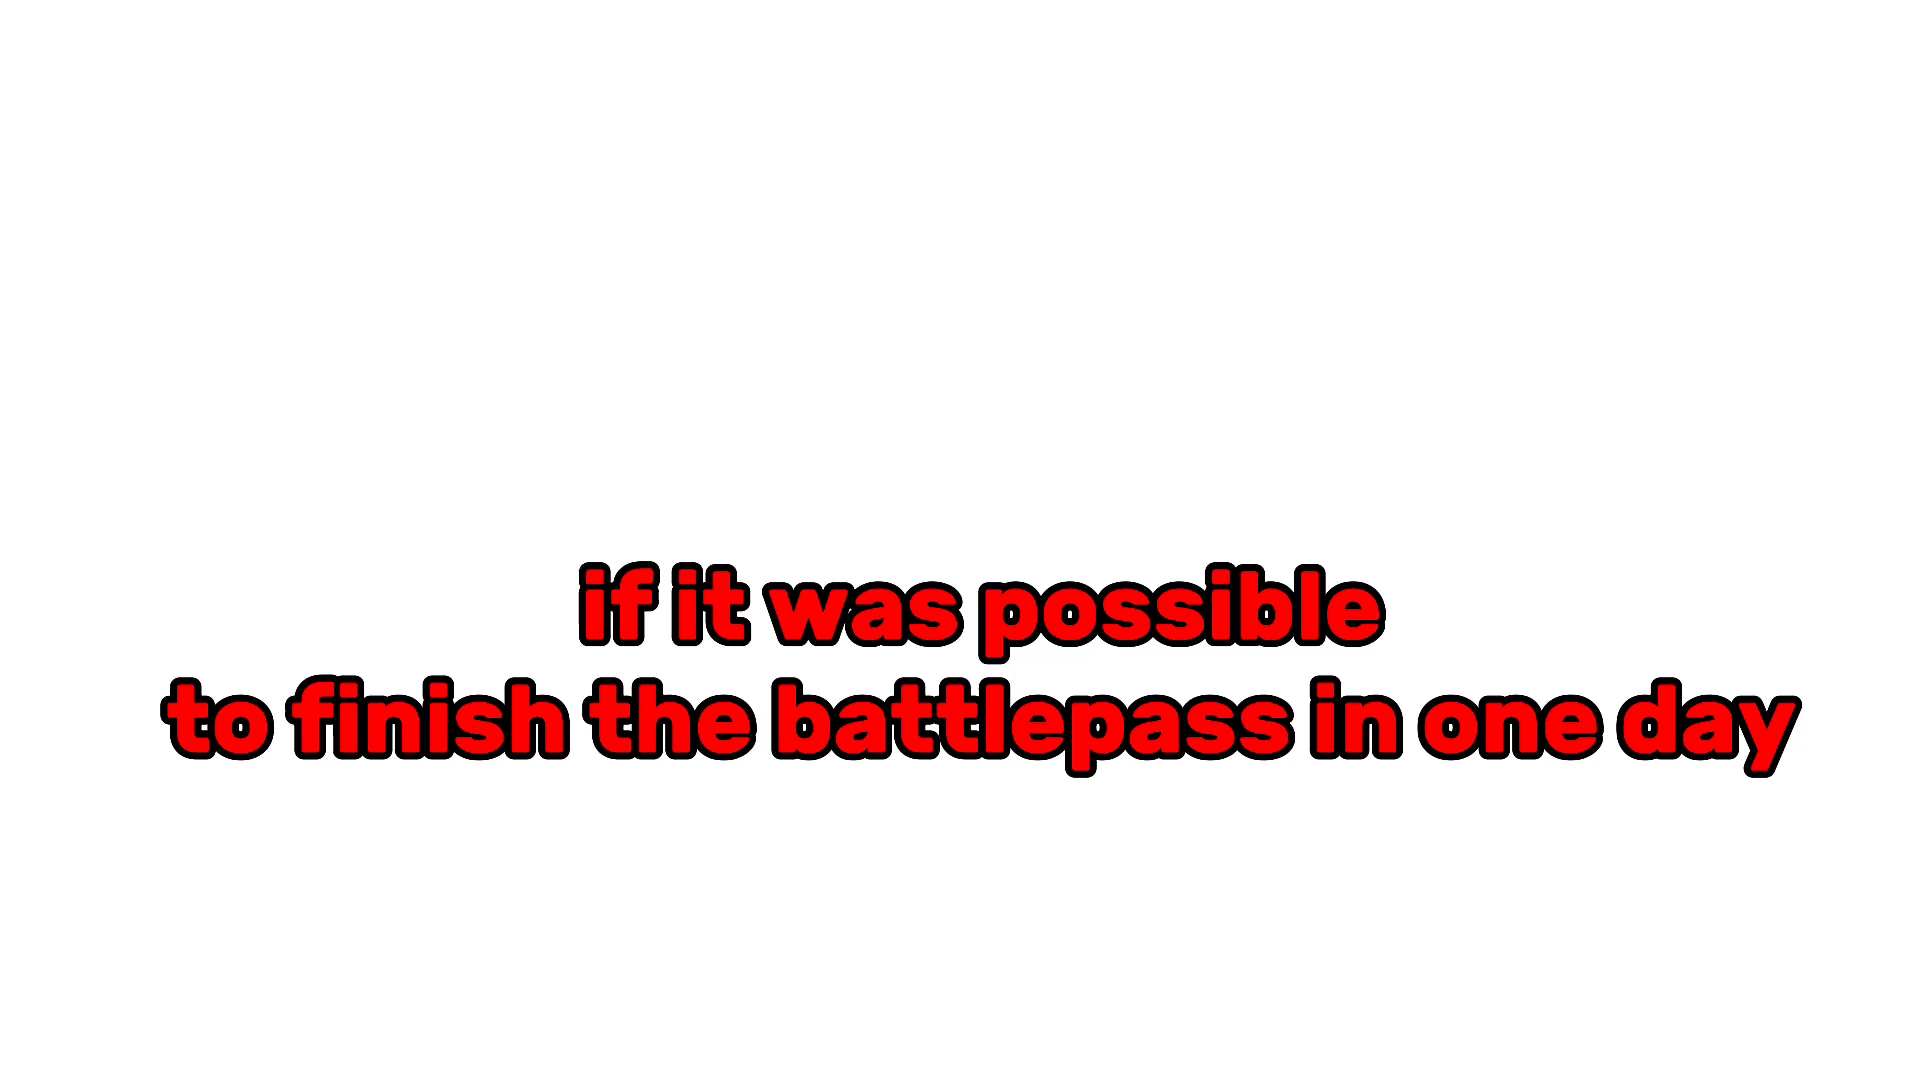 if it was possible
to finish the battlepass in one day